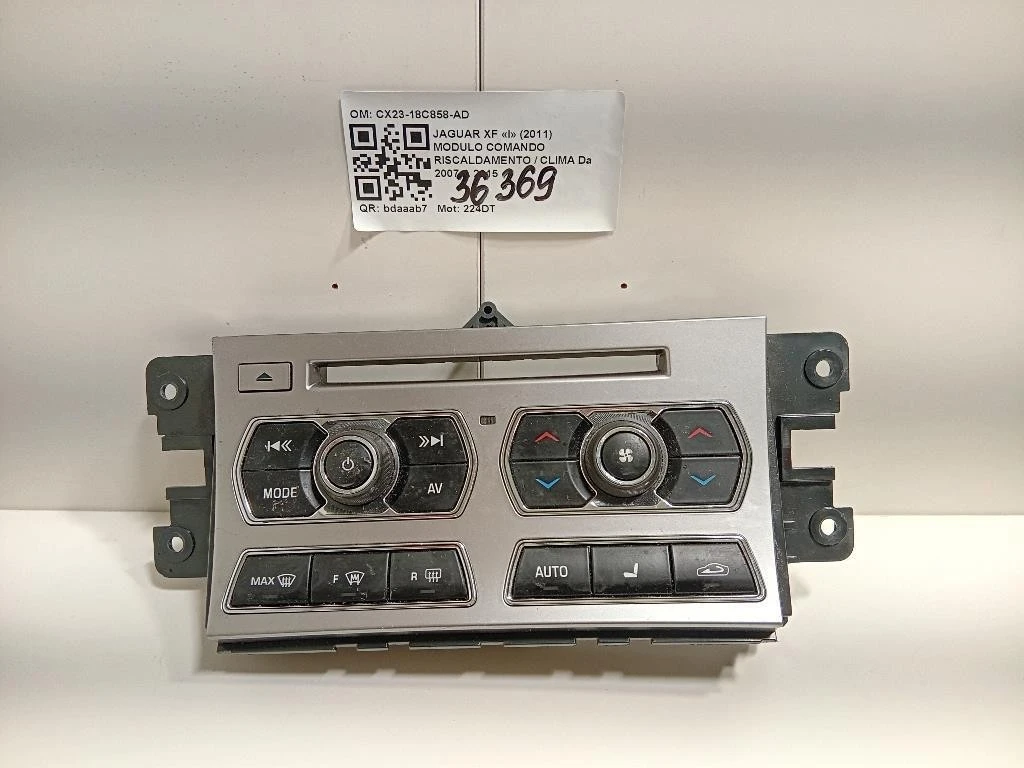 OM: CX23-18C858-AD
JAGUAR XF «I» (2011)
MODULO COMANDO
RISCALDAMENTO / CLIMA Da
2007
36369
QR: bdaaab7 Mot: 224DT
MODE
AV
MAX
F
R
AUTO